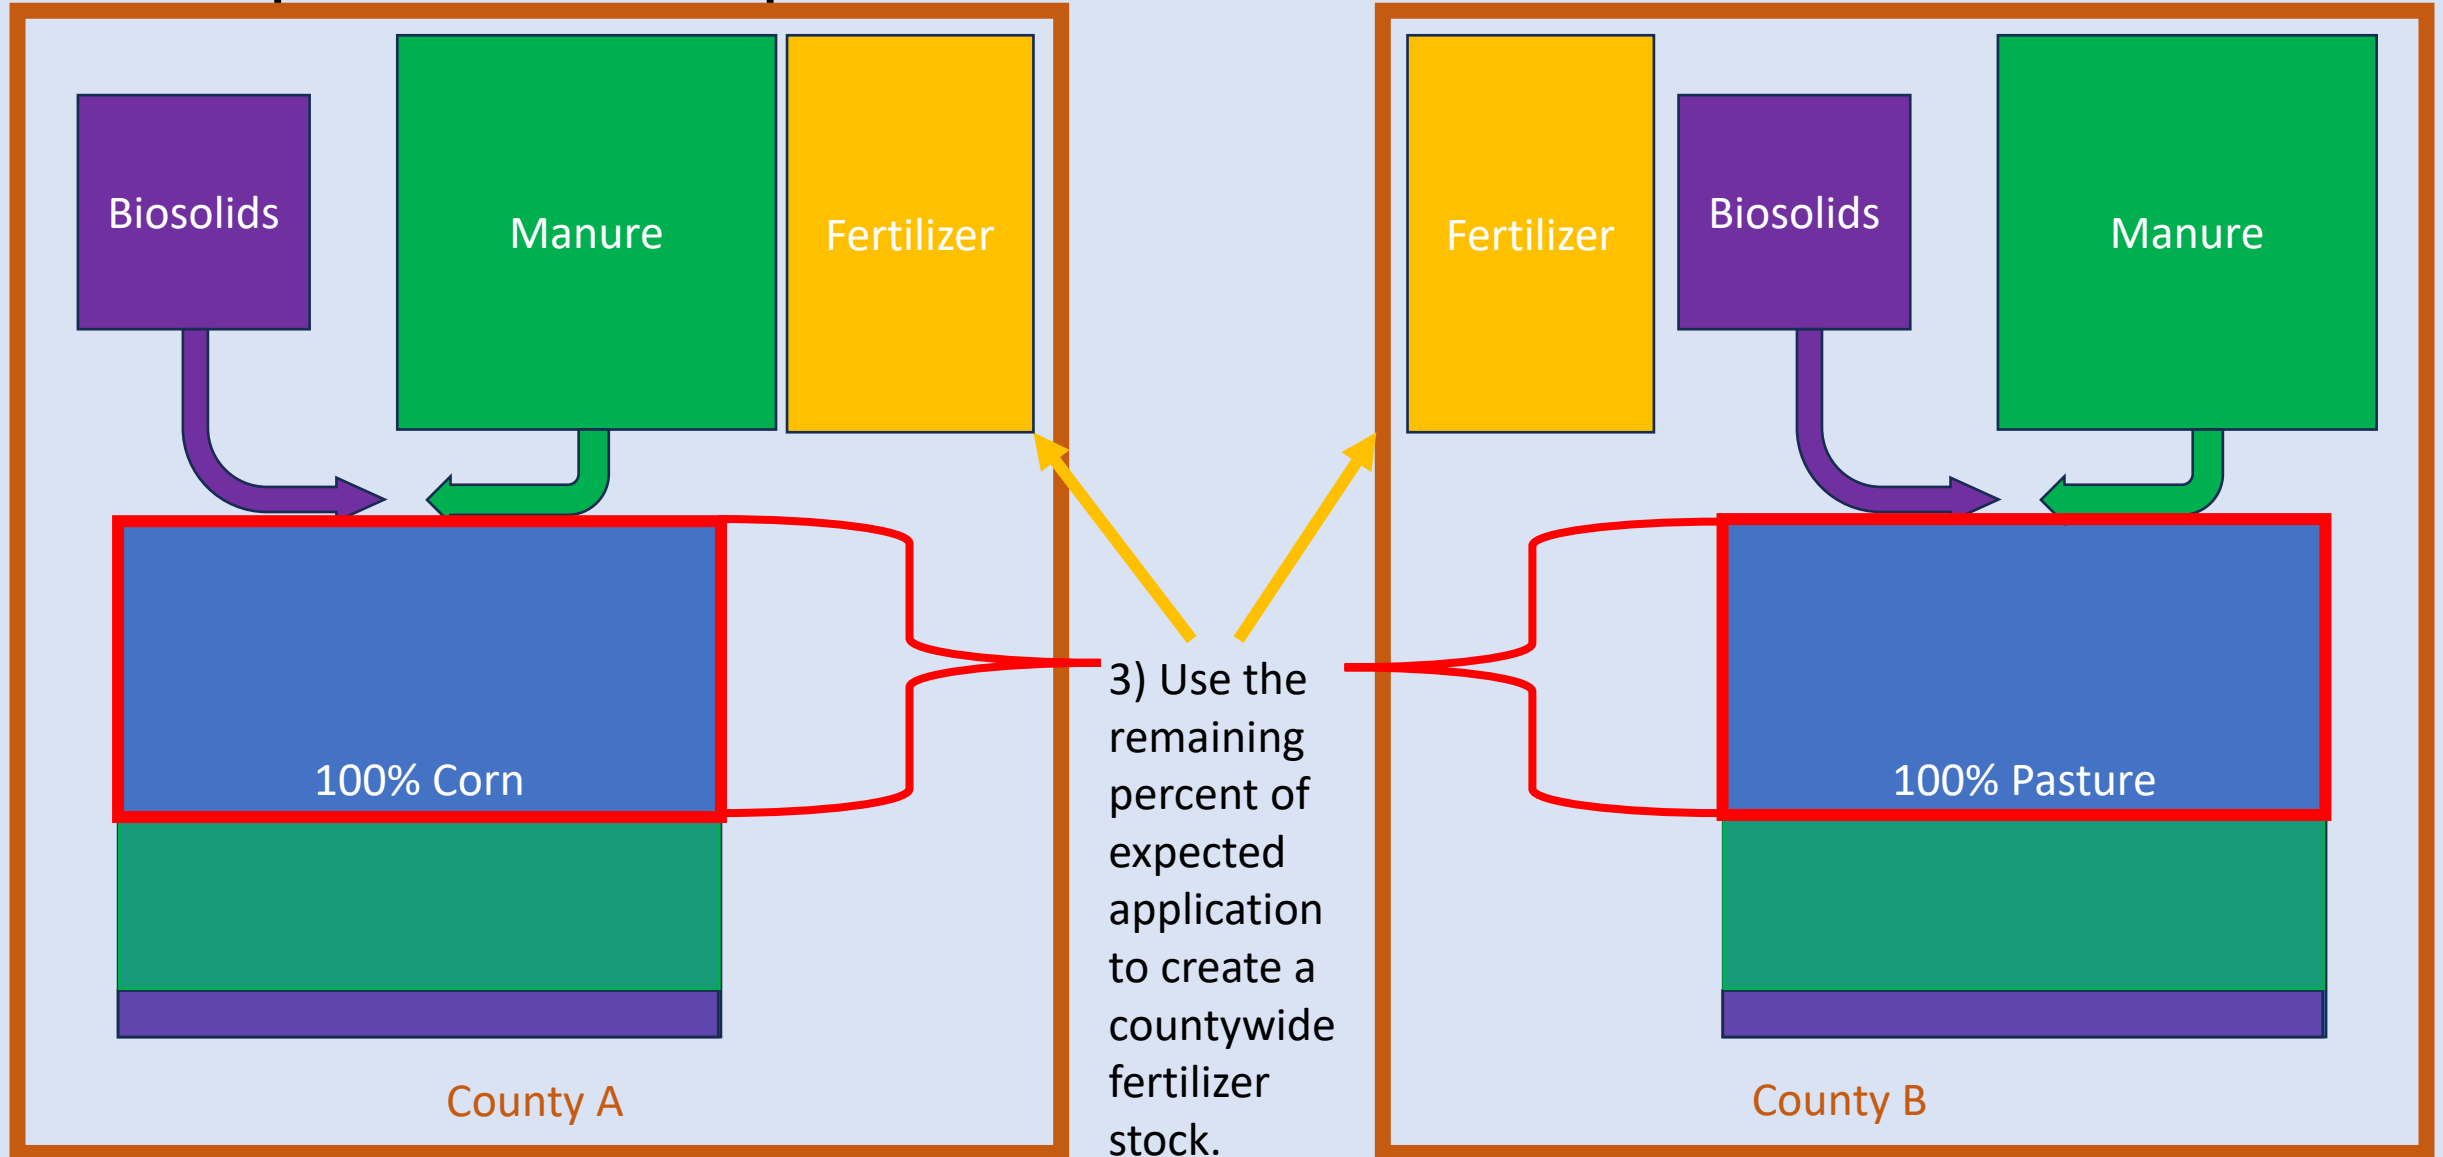 Biosolids
Manure
Fertilizer
100% Corn
County A
3) Use the
remaining
percent of
expected
application
to create a
countywide
fertilizer
stock.
Fertilizer
Biosolids
Manure
100% Pasture
County B